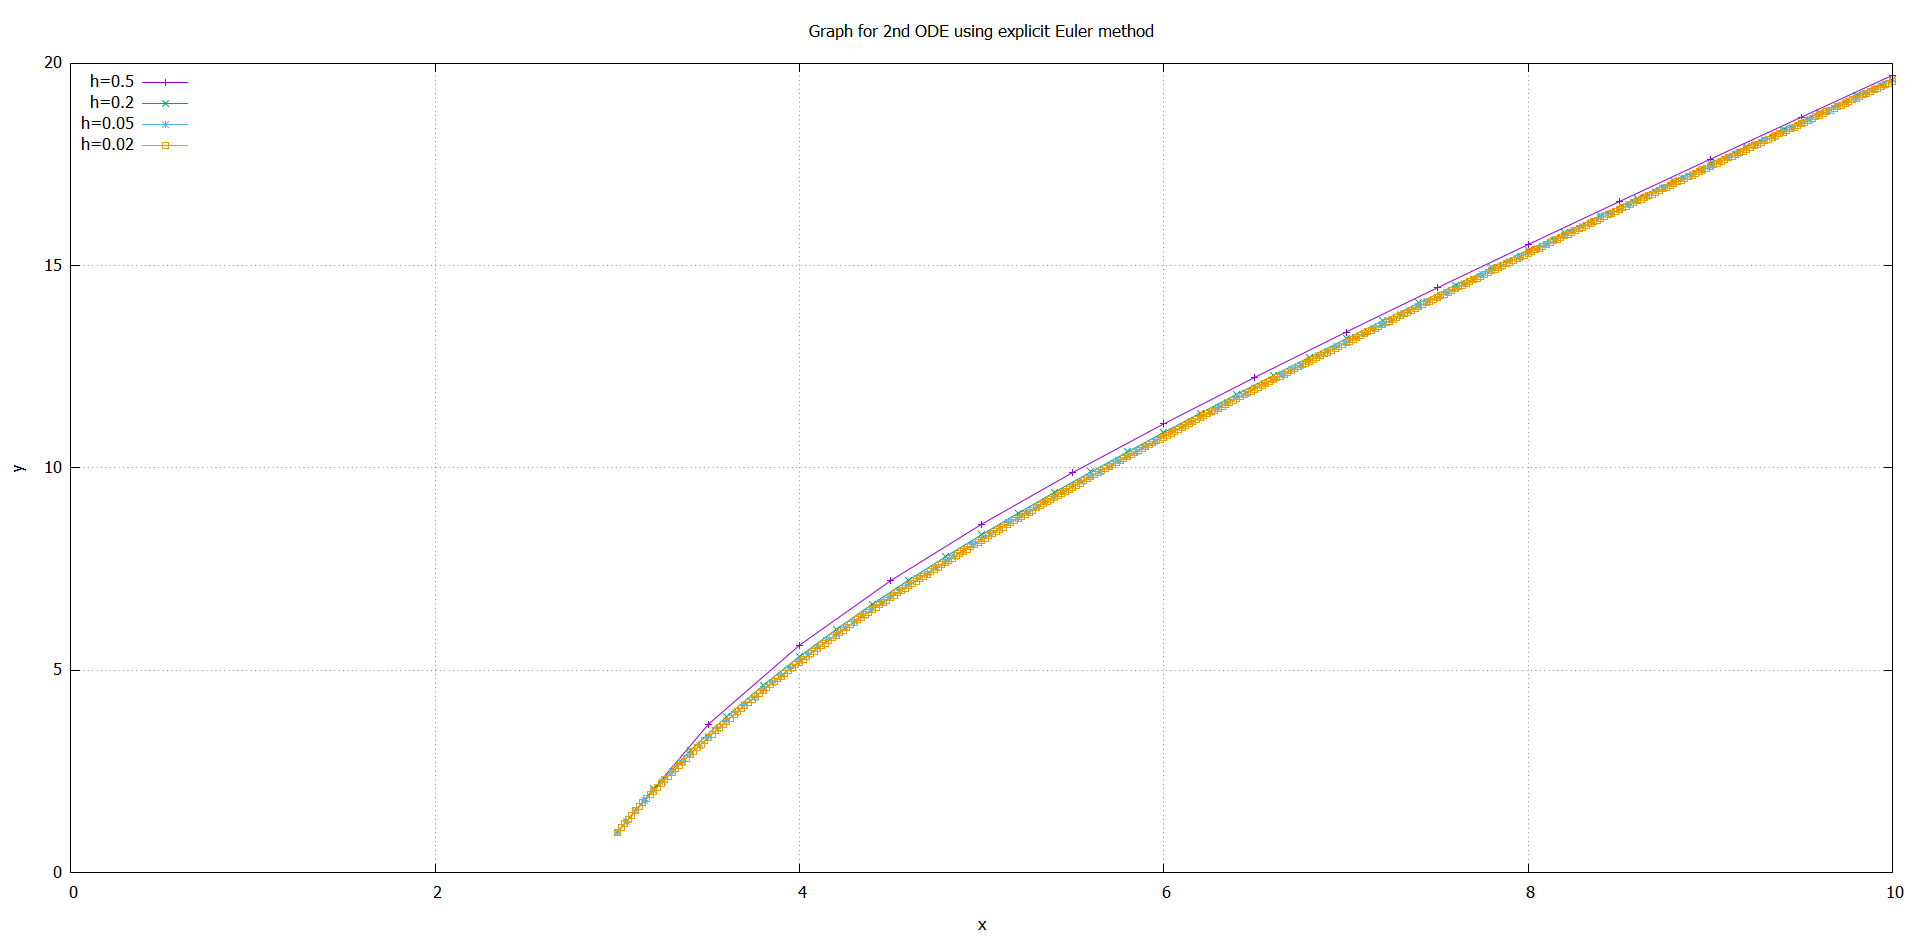 Graph for 2nd ODE using explicit Euler method
h=0.5
h=0.2
h=0.05
h=0.02
20
15
10
5
0
y
0 2 4 6 8 10
x